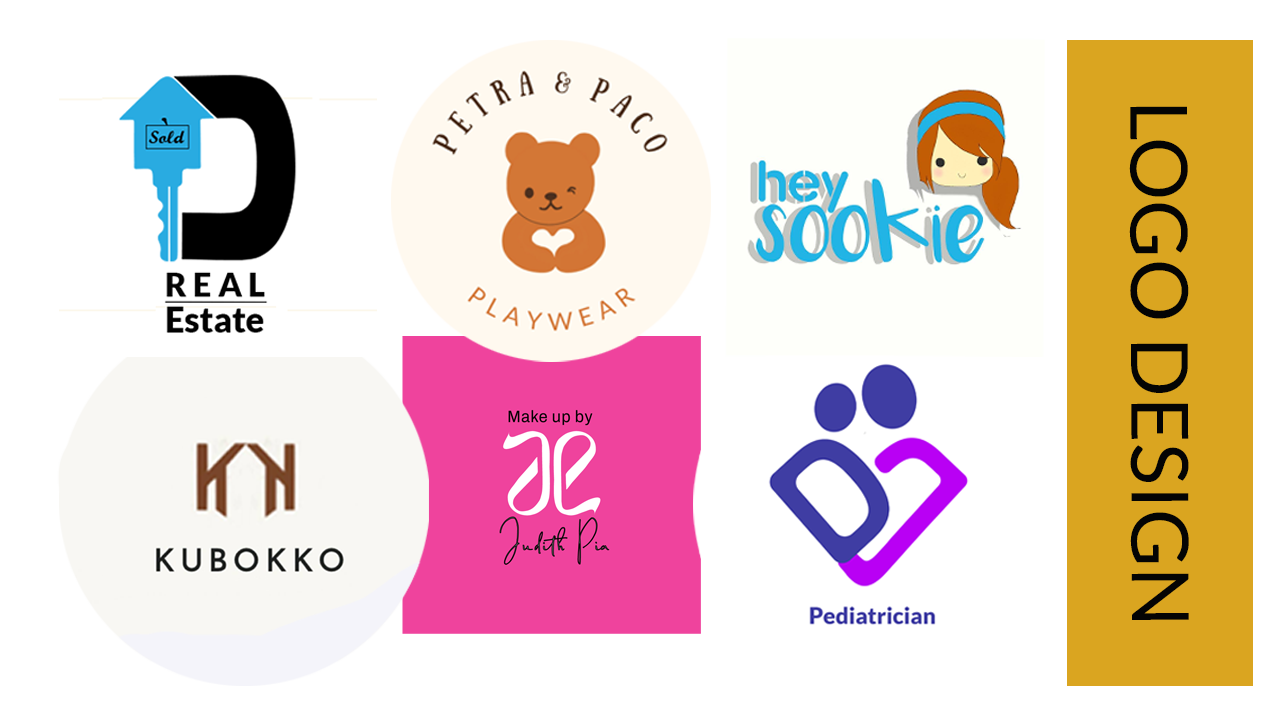 Sold
REAL
Estate
PETRA & PACO
PLAYWEAR
hey
sookie
KUBOKKO
Make up by
Judith Pia
Pediatrician
LOGO DESIGN